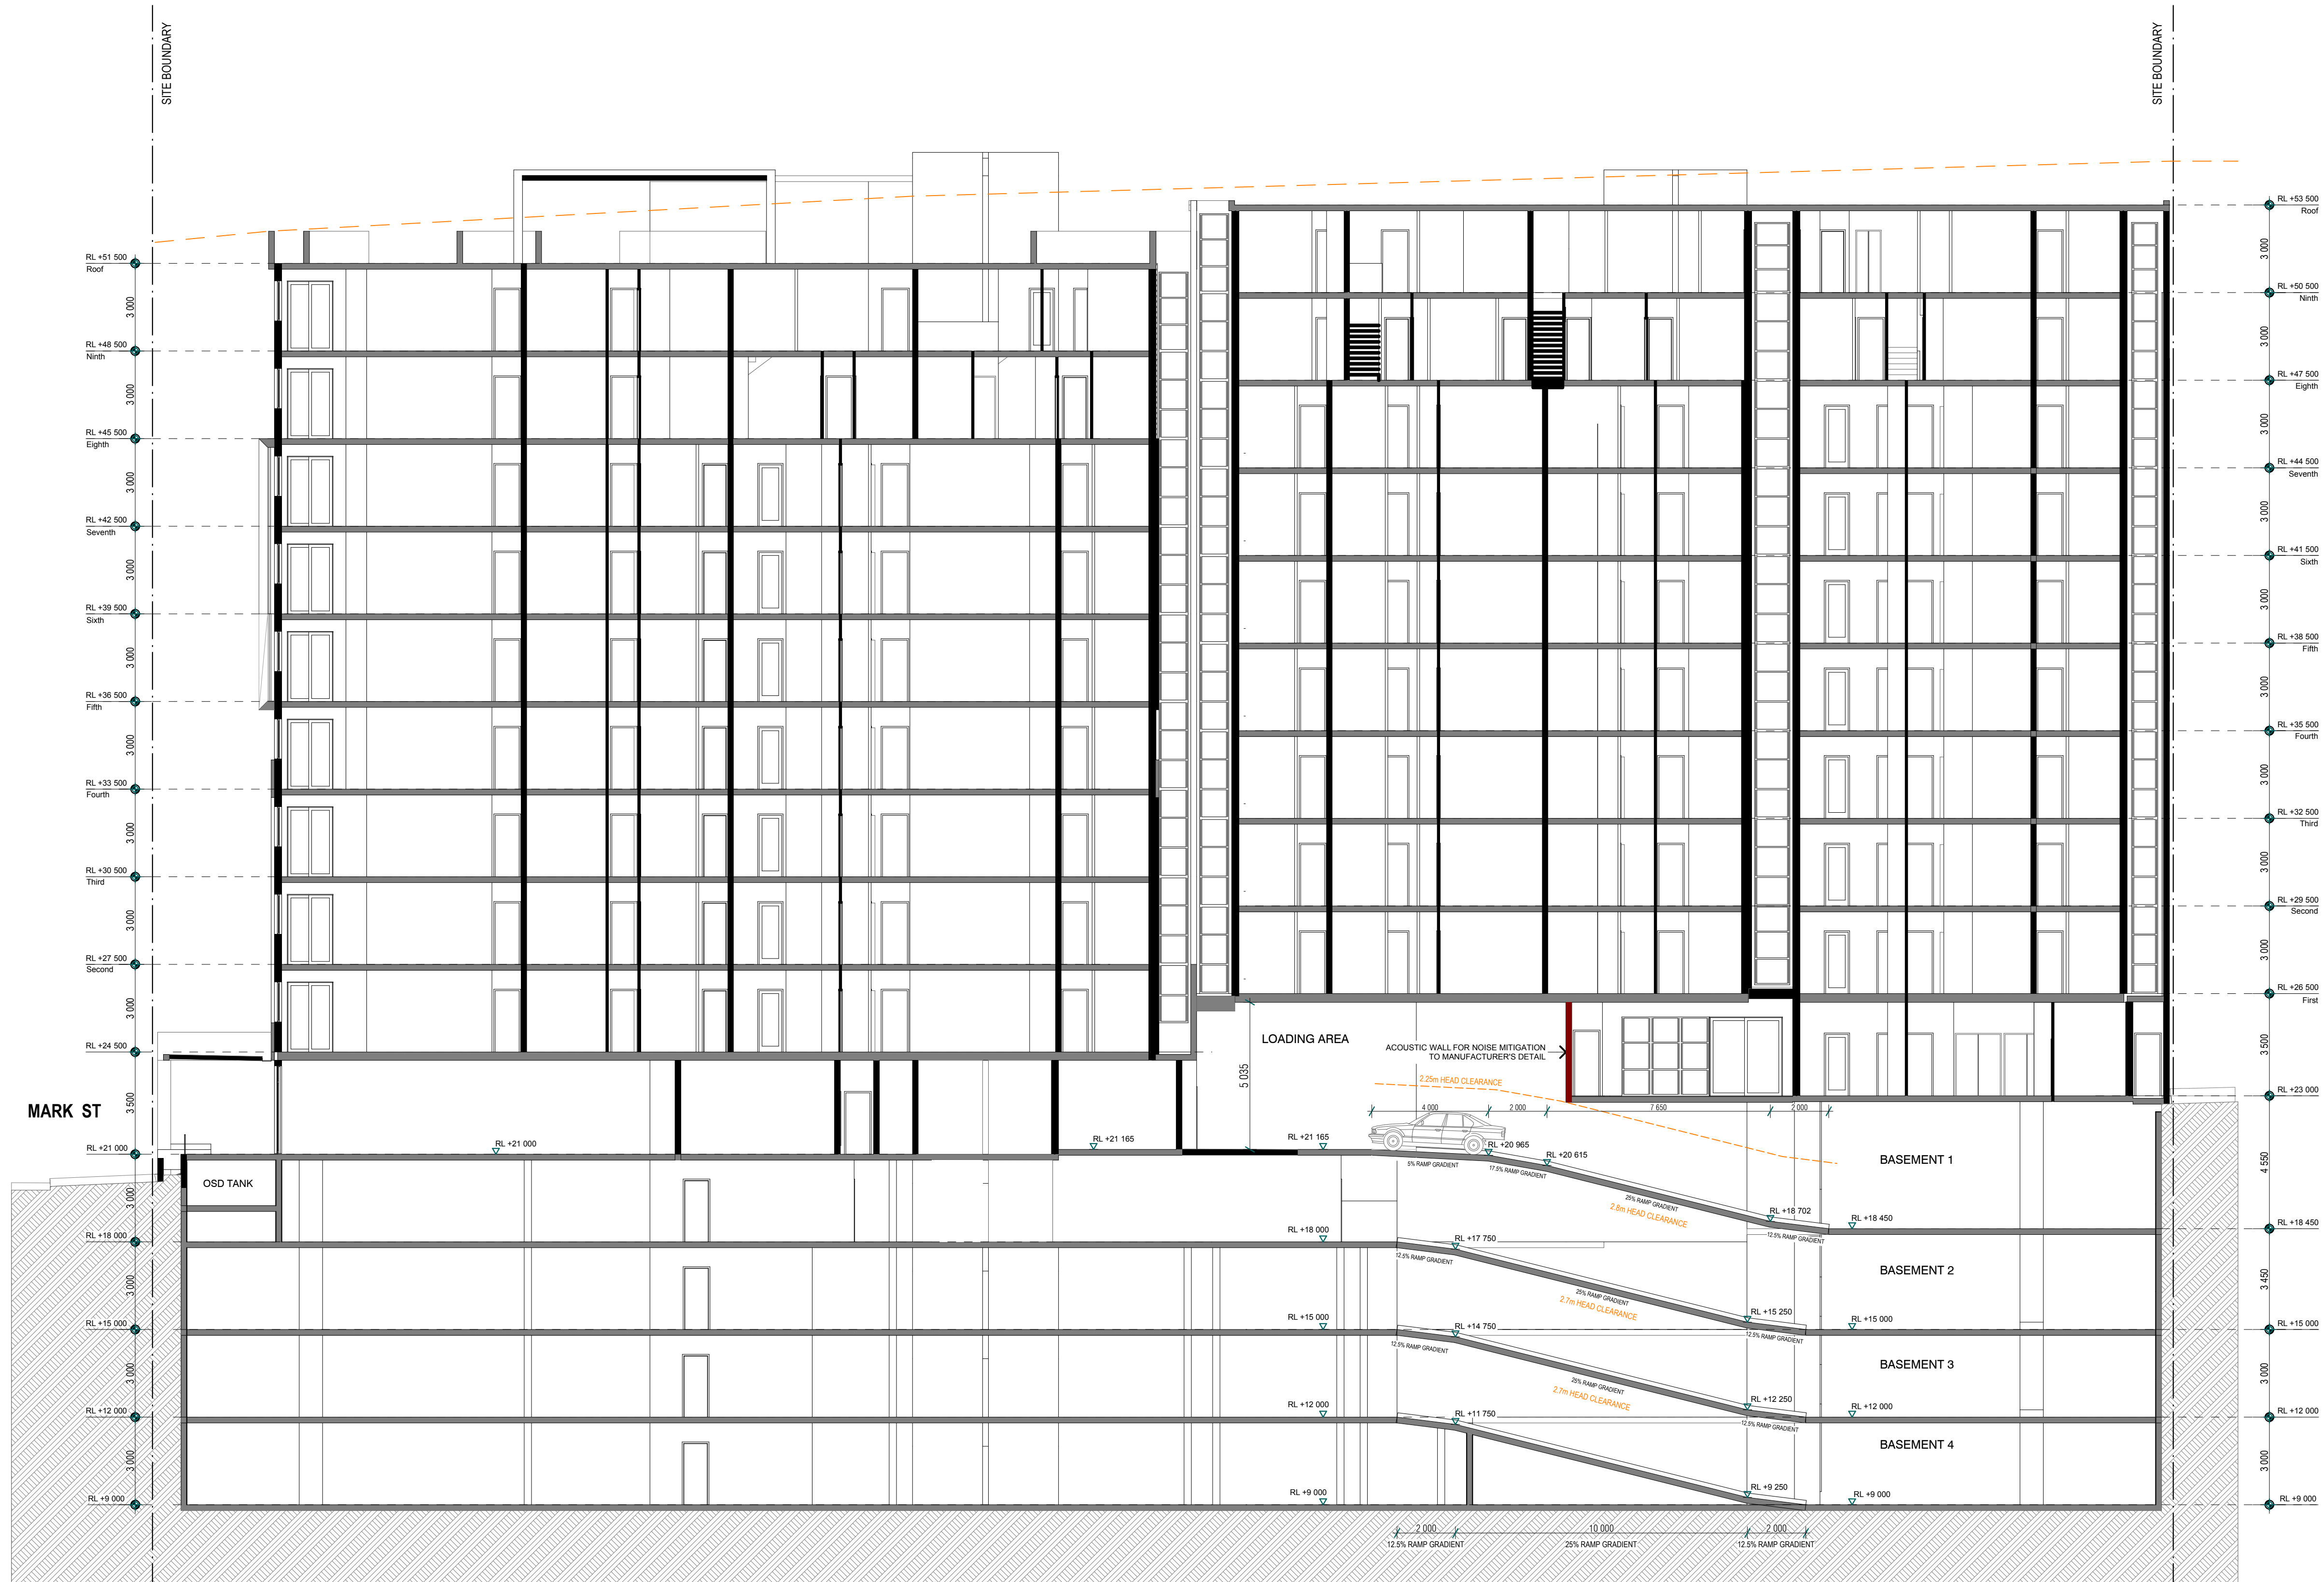 SITE BOUNDARY
SITE BOUNDARY
RL +51 500
Roof
3 000
RL +48 500
Ninth
3 000
RL +45 500
Eighth
3 000
RL +42 500
Seventh
3 000
RL +39 500
Sixth
3 000
RL +36 500
Fifth
3 000
RL +33 500
Fourth
3 000
RL +30 500
Third
3 000
RL +27 500
Second
3 000
RL +24 500
3 500
MARK ST
RL +21 000
3 000
RL +18 000
3 000
RL +15 000
3 000
RL +12 000
3 000
RL +9 000
OSD TANK
RL +21 000
RL +21 165
RL +21 165
LOADING AREA
5 035
ACOUSTIC WALL FOR NOISE MITIGATION
TO MANUFACTURER'S DETAIL
2.25m HEAD CLEARANCE
4 000
2 000
7 650
2 000
RL +20 965
RL +20 615
5% RAMP GRADIENT
17.5% RAMP GRADIENT
25% RAMP GRADIENT
2.8m HEAD CLEARANCE
RL +18 702
RL +18 450
12.5% RAMP GRADIENT
BASEMENT 1
RL +18 000
RL +17 750
12.5% RAMP GRADIENT
25% RAMP GRADIENT
2.7m HEAD CLEARANCE
RL +15 250
RL +15 000
12.5% RAMP GRADIENT
BASEMENT 2
RL +15 000
RL +14 750
12.5% RAMP GRADIENT
25% RAMP GRADIENT
2.7m HEAD CLEARANCE
RL +12 250
RL +12 000
12.5% RAMP GRADIENT
BASEMENT 3
RL +12 000
RL +11 750
BASEMENT 4
RL +9 000
RL +9 250
RL +9 000
2 000
10 000
2 000
12.5% RAMP GRADIENT
25% RAMP GRADIENT
12.5% RAMP GRADIENT
RL +53 500
Roof
3 000
RL +50 500
Ninth
3 000
RL +47 500
Eighth
3 000
RL +44 500
Seventh
3 000
RL +41 500
Sixth
3 000
RL +38 500
Fifth
3 000
RL +35 500
Fourth
3 000
RL +32 500
Third
3 000
RL +29 500
Second
3 000
RL +26 500
First
3 500
RL +23 000
4 550
RL +18 450
3 450
RL +15 000
3 000
RL +12 000
3 000
RL +9 000